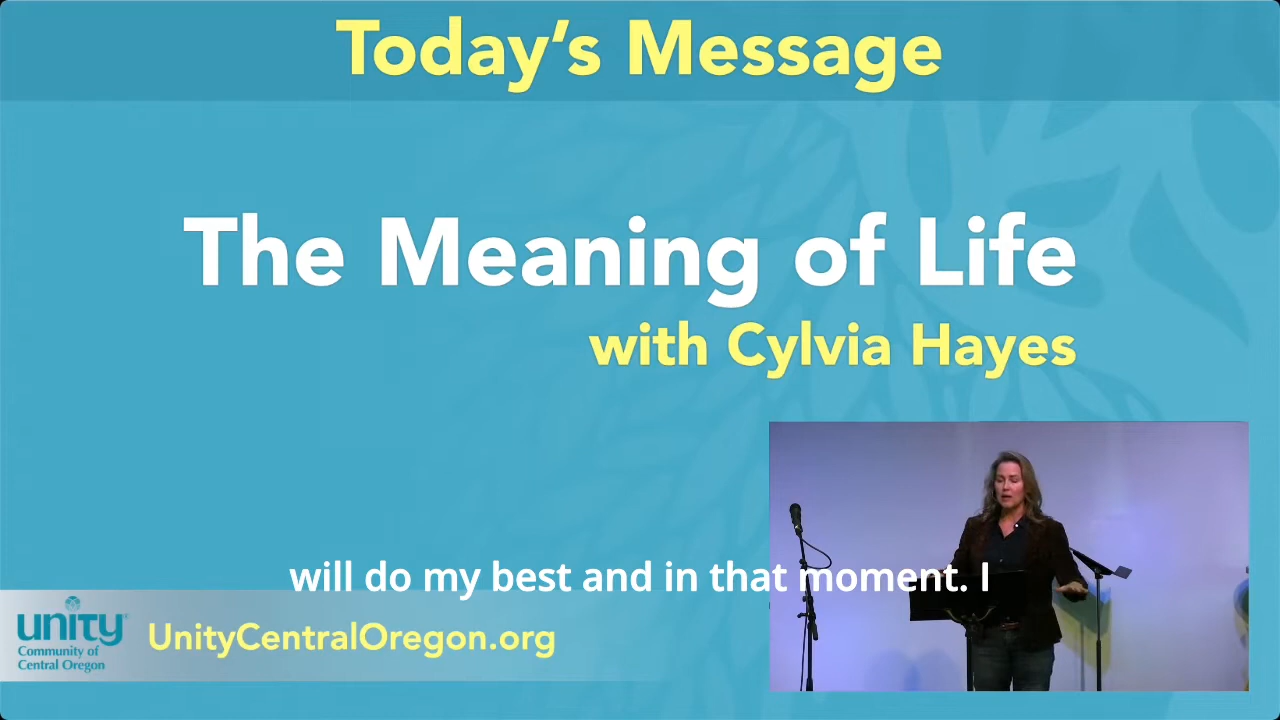 Today's Message
The Meaning of Life
with Cylvia Hayes
will do my best and in that moment. I
unity
Community of
Central Oregon
UnityCentralOregon.org